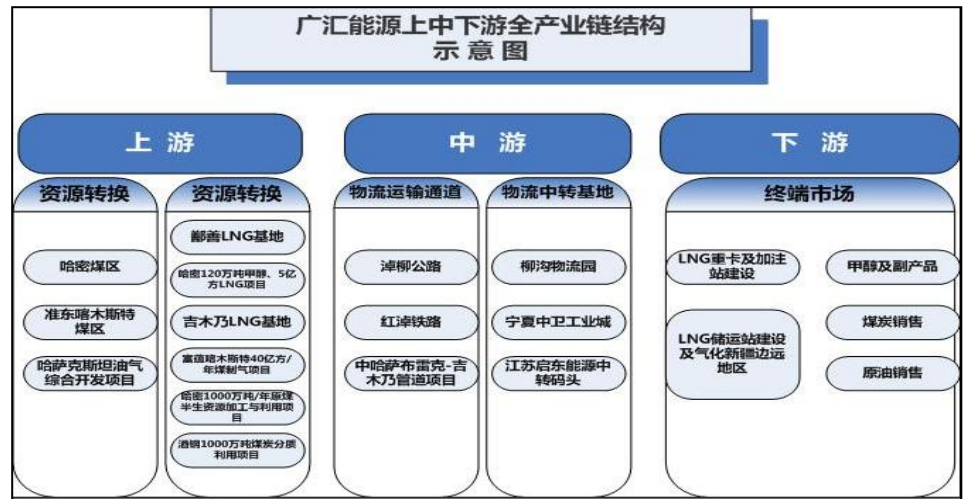 广汇能源上中下游全产业链结构
示 意 图
上 游
资源转换
哈密煤区
准东喀木斯特
煤区
哈萨克斯坦油气
综合开发项目
资源转换
鄯善LNG基地
哈密120万吨甲醇、5亿
方LNG项目
吉木乃LNG基地
富蕴喀木斯特40亿方/
年煤制气项目
哈密1000万吨/年原煤
半生资源加工与利用项
目
酒钢1000万吨煤炭分质
利用项目
中 游
物流运输通道
淖柳公路
红淖铁路
中哈萨布雷克-吉
木乃管道项目
物流中转基地
柳沟物流园
宁夏中卫工业城
江苏启东能源中
转码头
下 游
终端市场
LNG重卡及加注
站建设
LNG储运站建设
及气化新疆边远
地区
甲醇及副产品
煤炭销售
原油销售